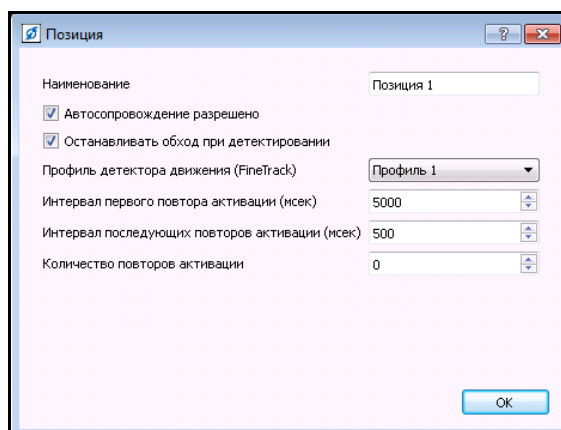 Позиция
Наименование Позиция 1
Автосопровождение разрешено
Останавливать обход при детектировании
Профиль детектора движения (FineTrack) Профиль 1
Интервал первого повтора активации (мсек) 5000
Интервал последующих повторов активации (мсек) 500
Количество повторов активации 0
OK